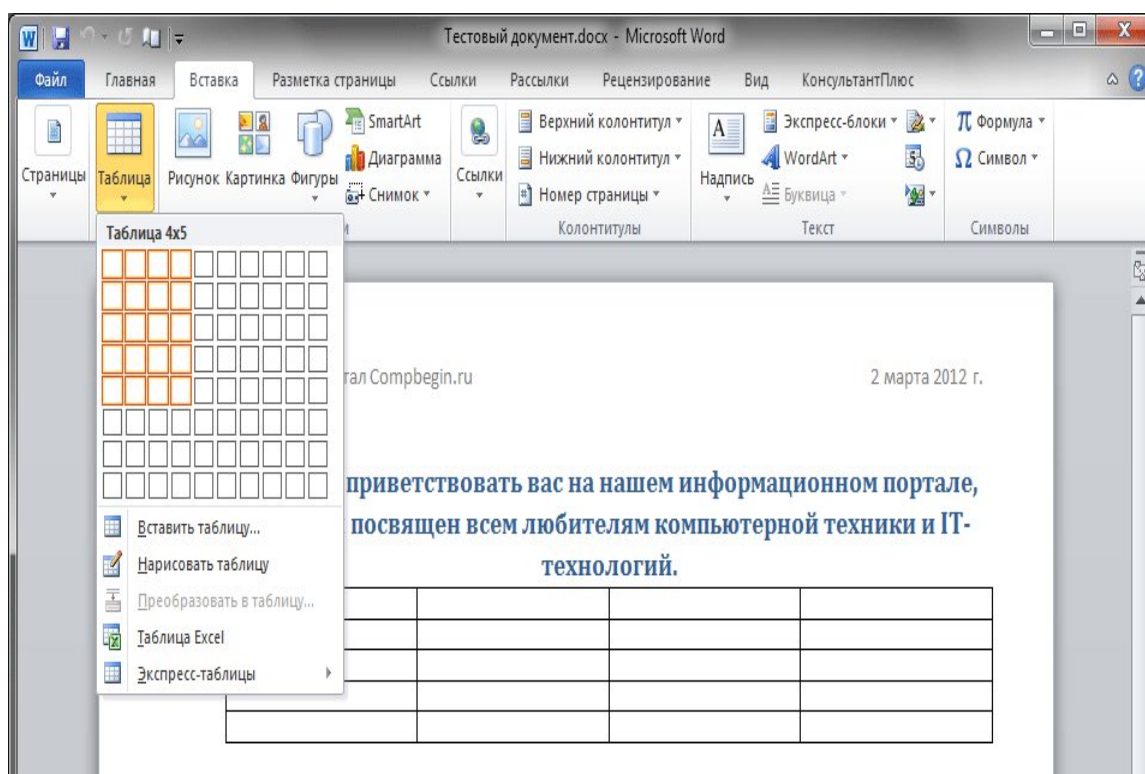 Тестовый документ.docx - Microsoft Word
Файл Главная Вставка Разметка страницы Ссылки Рассылки Рецензирование Вид КонсультантПлюс
Страницы
Таблица
Рисунок Картинка Фигуры
SmartArt
Диаграмма
Снимок
Ссылки
Верхний колонтитул
Нижний колонтитул
Номер страницы
Колонтитулы
Надпись
Экспресс-блоки
WordArt
Буквица
Текст
Формула
Символ
Символы
Таблица 4x5
Вставить таблицу...
Нарисовать таблицу
Преобразовать в таблицу...
Таблица Excel
Экспресс-таблицы
Compbegin.ru 2 марта 2012 г.
приветствовать вас на нашем информационном портале,
посвящен всем любителям компьютерной техники и IT-
технологий.